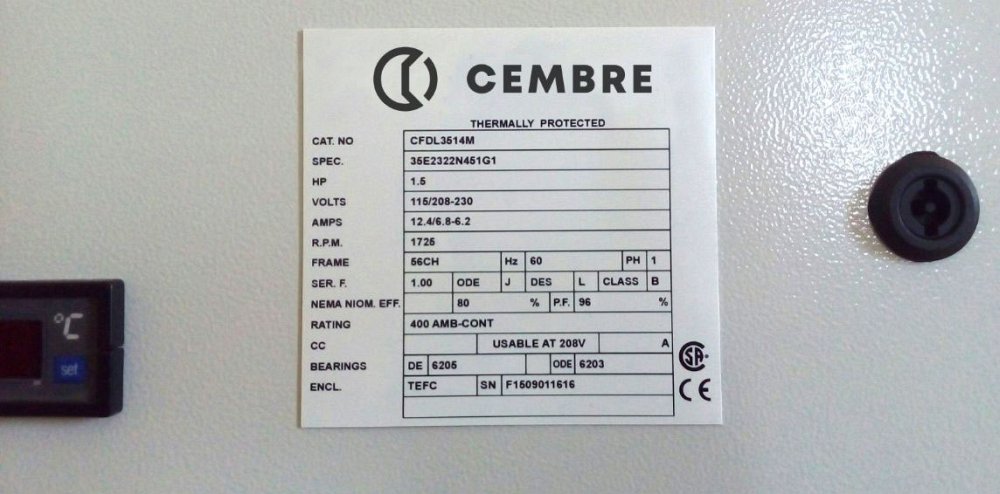 CEMBRE
THERMALLY PROTECTED
CAT. NO CFDL3514M
SPEC. 35E2322N451G1
HP 1.5
VOLTS 115/208-230
AMPS 12.4/6.8-6.2
R.P.M. 1725
FRAME 56CH Hz 60 PH 1
SER. F. 1.00 ODE J DES L CLASS B
NEMA NIOM. EFF. 80 % P.F. 96 %
RATING 400 AMB-CONT
CC USABLE AT 208V A
BEARINGS DE 6205 ODE 6203
ENCL. TEFC SN F1509011616
SA
CE
°C
set